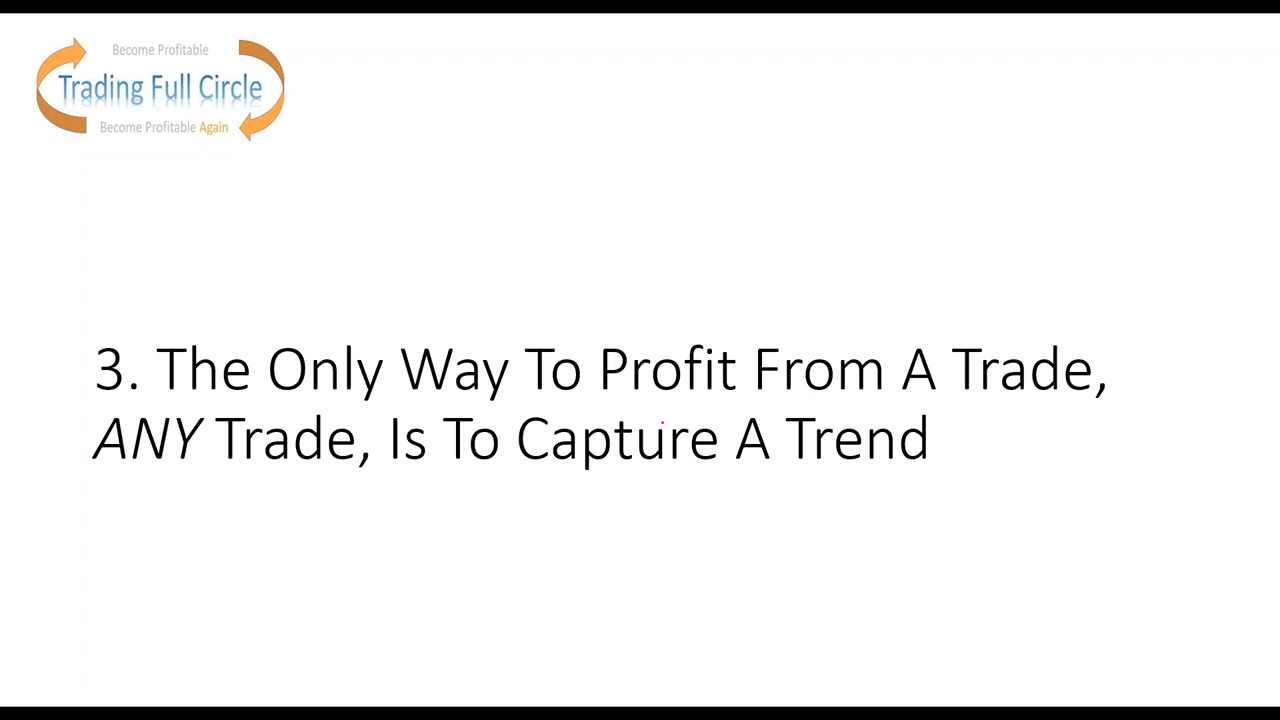 Become Profitable
Trading Full Circle
Become Profitable Again
3. The Only Way To Profit From A Trade,
ANY Trade, Is To Capture A Trend